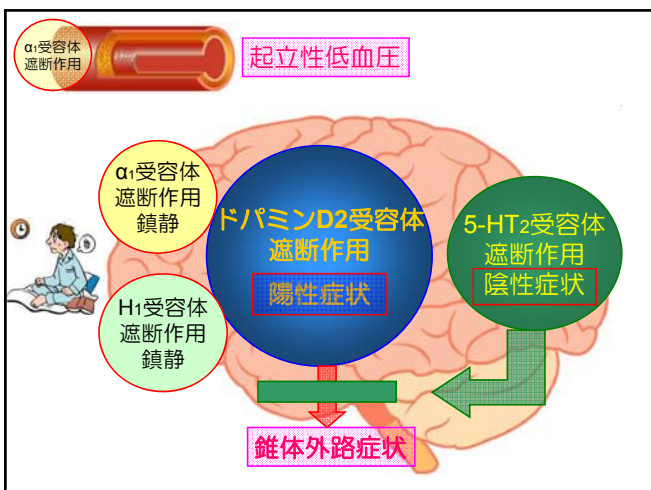 α₁受容体
遮断作用
起立性低血圧
α₁受容体
遮断作用
鎮静
H₁受容体
遮断作用
鎮静
ドパミンD2受容体
遮断作用
陽性症状
5-HT₂受容体
遮断作用
陰性症状
錐体外路症状